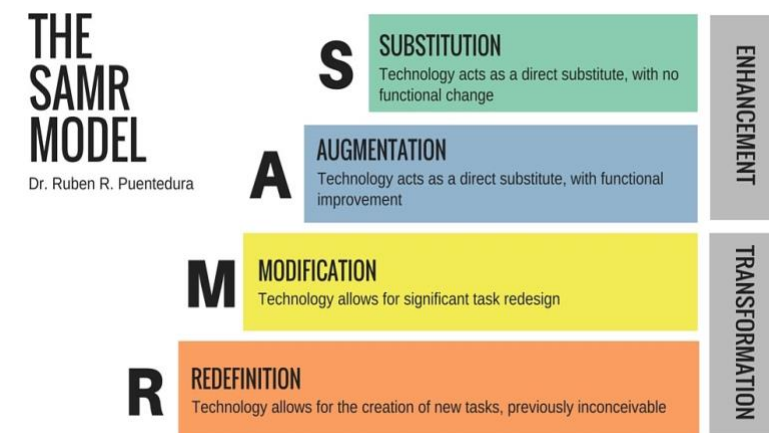 THE
SAMR
MODEL
Dr. Ruben R. Puentedura
S
SUBSTITUTION
Technology acts as a direct substitute, with no
functional change
A
AUGMENTATION
Technology acts as a direct substitute, with functional
improvement
ENHANCEMENT
M
MODIFICATION
Technology allows for significant task redesign
R
REDEFINITION
Technology allows for the creation of new tasks, previously inconceivable
TRANSFORMATION